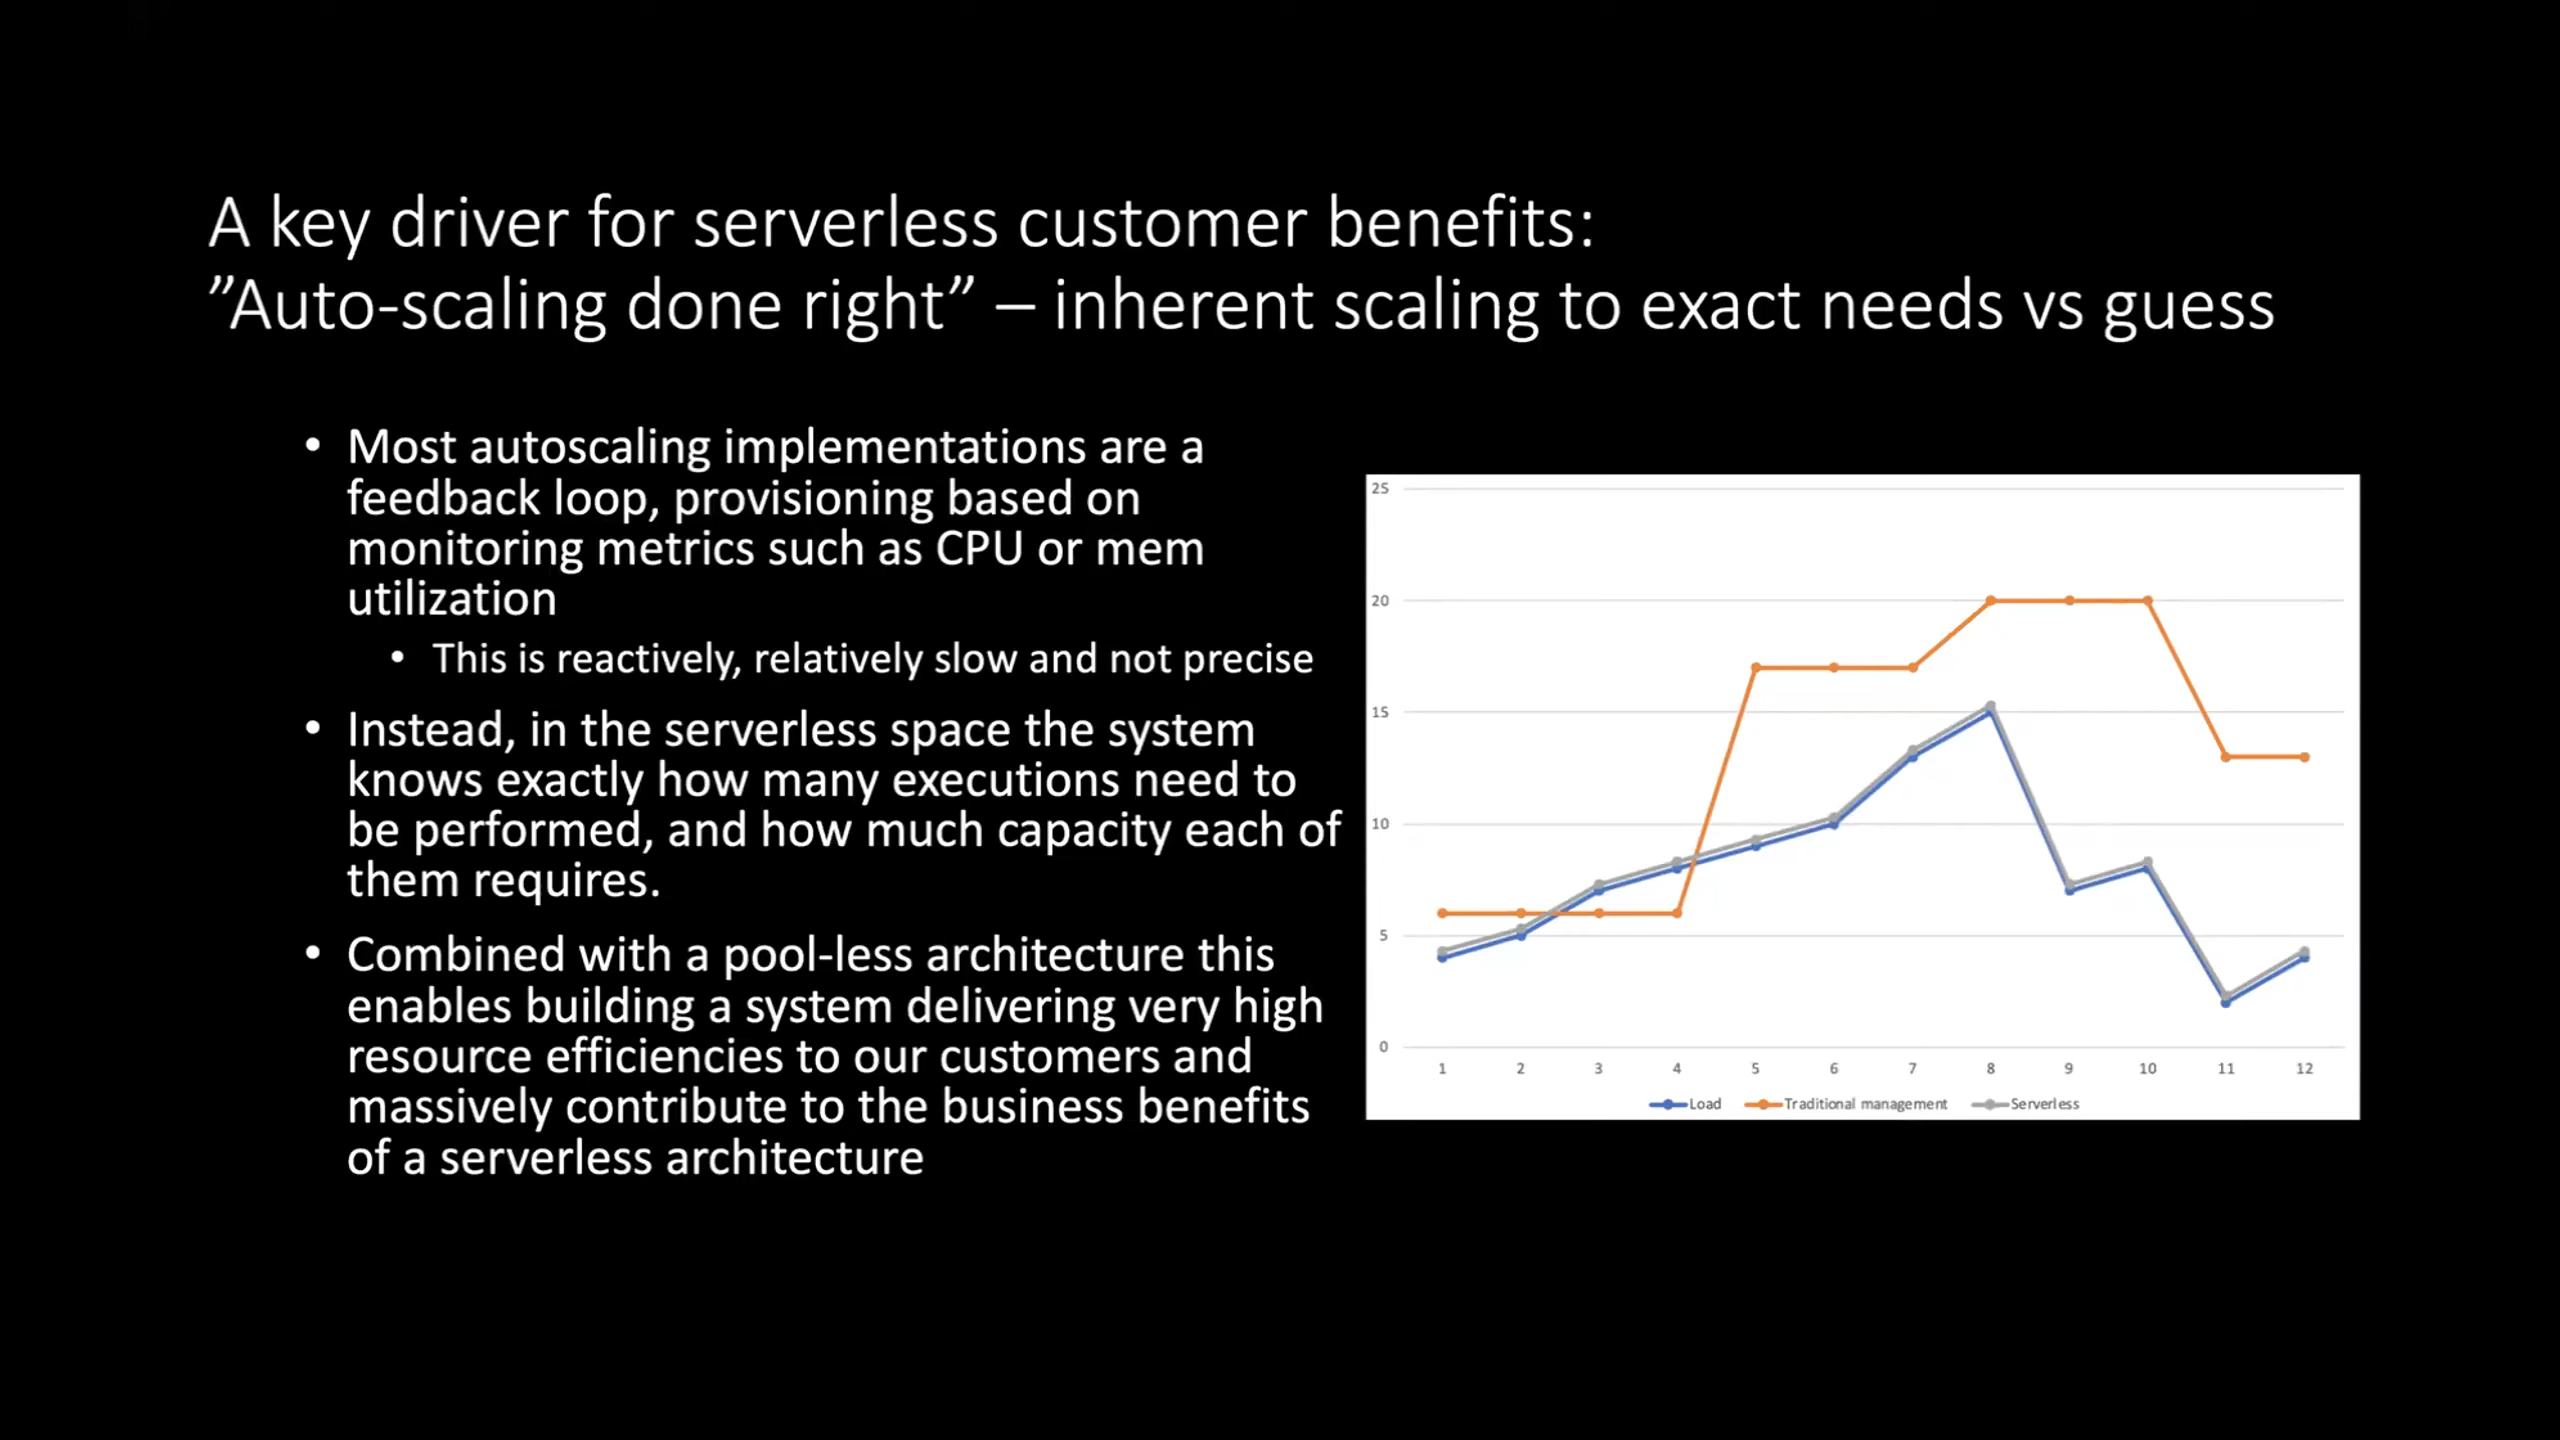 A key driver for serverless customer benefits:
”Auto-scaling done right” – inherent scaling to exact needs vs guess
• Most autoscaling implementations are a
feedback loop, provisioning based on
monitoring metrics such as CPU or mem
utilization
• This is reactively, relatively slow and not precise
• Instead, in the serverless space the system
knows exactly how many executions need to
be performed, and how much capacity each of
them requires.
• Combined with a pool-less architecture this
enables building a system delivering very high
resource efficiencies to our customers and
massively contribute to the business benefits
of a serverless architecture
25
20
15
10
5
0
1 2 3 4 5 6 7 8 9 10 11 12
Load Traditional management Serverless